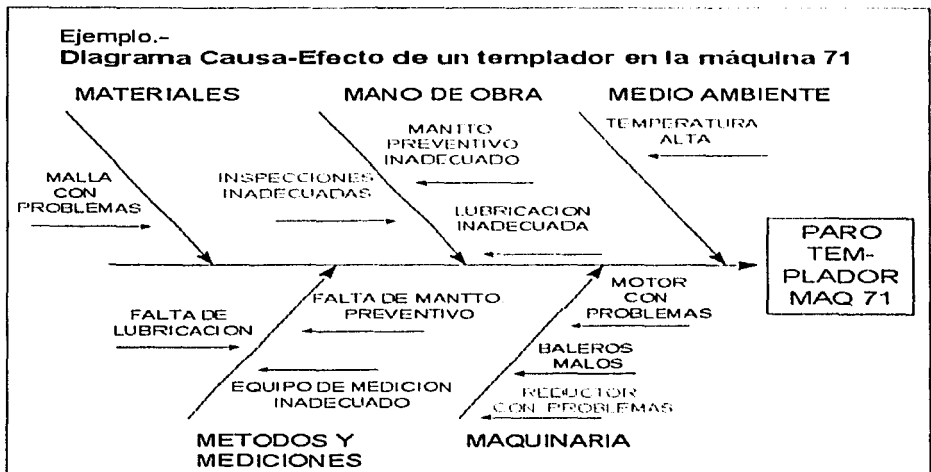 Ejemplo.-
Diagrama Causa-Efecto de un templador en la máquina 71
MATERIALES
MANO DE OBRA
MEDIO AMBIENTE
MALLA
CON
PROBLEMAS
INSPECCIONES
INADECUADAS
MANTTO
PREVENTIVO
INADECUADO
LUBRICACION
INADECUADA
TEMPERATURA
ALTA
PARO
TEM-
PLADOR
MAQ 71
FALTA DE
LUBRICACION
FALTA DE MANTTO
PREVENTIVO
EQUIPO DE MEDICION
INADECUADO
MOTOR
CON
PROBLEMAS
BALEROS
MALOS
REDUCTOR
CON PROBLEMAS
METODOS Y
MEDICIONES
MAQUINARIA